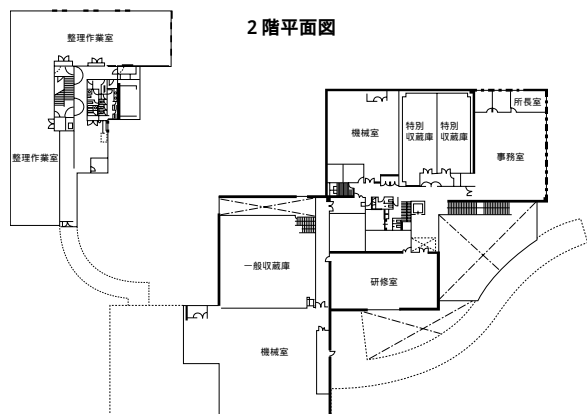 2 階平面図
整理作業室
整理作業室
機械室
特別
収蔵庫
特別
収蔵庫
所長室
事務室
一般収蔵庫
研修室
機械室